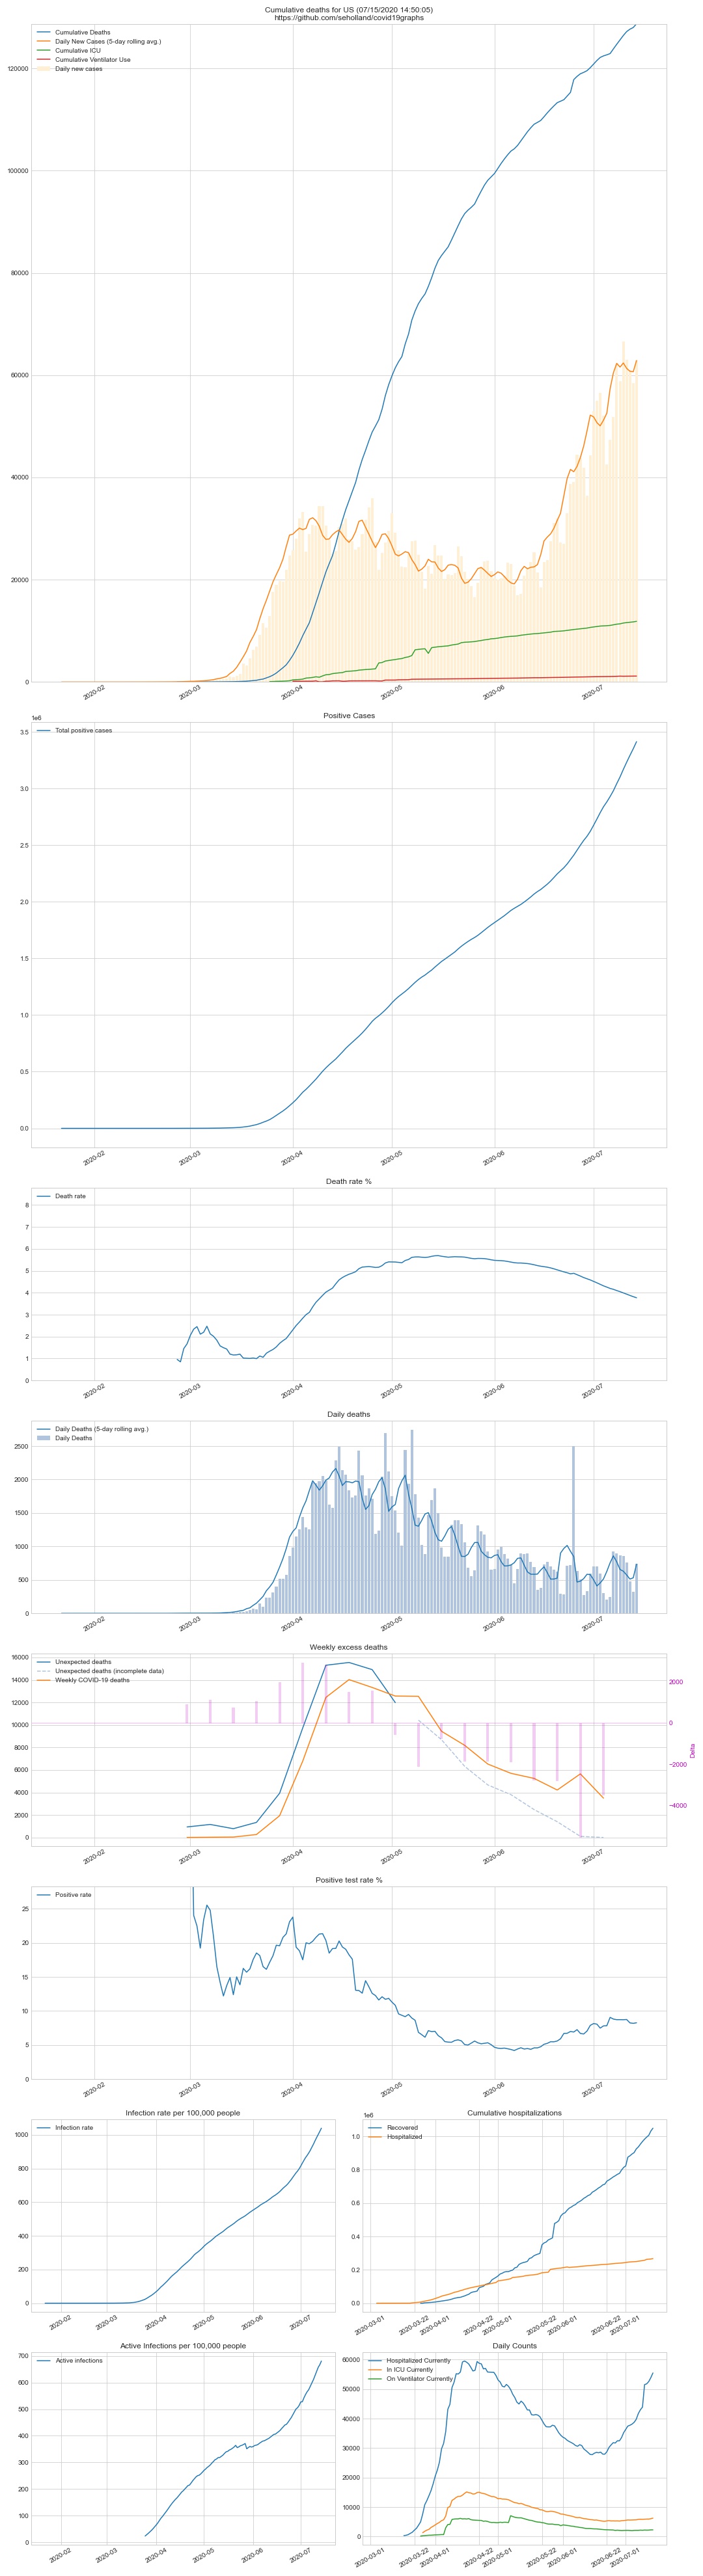 Cumulative deaths for US (07/15/2020 14:50:05)
https://github.com/seholland/covid19graphs
Cumulative Deaths
Daily New Cases (5-day rolling avg.)
Cumulative ICU
Cumulative Ventilator Use
Daily new cases
120000
100000
80000
60000
40000
20000
0
2020-02 2020-03 2020-04 2020-05 2020-06 2020-07
Positive Cases
1e6
Total positive cases
3.5
3.0
2.5
2.0
1.5
1.0
0.5
0.0
2020-02 2020-03 2020-04 2020-05 2020-06 2020-07
Death rate %
Death rate
8
7
6
5
4
3
2
1
0
2020-02 2020-03 2020-04 2020-05 2020-06 2020-07
Daily deaths
Daily Deaths (5-day rolling avg.)
Daily Deaths
2500
2000
1500
1000
500
0
2020-02 2020-03 2020-04 2020-05 2020-06 2020-07
Weekly excess deaths
Unexpected deaths
Unexpected deaths (incomplete data)
Weekly COVID-19 deaths
16000
14000
12000
10000
8000
6000
4000
2000
0
2000
0
−2000
−4000
Delta
2020-02 2020-03 2020-04 2020-05 2020-06 2020-07
Positive test rate %
Positive rate
25
20
15
10
5
0
2020-02 2020-03 2020-04 2020-05 2020-06 2020-07
Infection rate per 100,000 people
Infection rate
1000
800
600
400
200
0
2020-02 2020-03 2020-04 2020-05 2020-06 2020-07
Cumulative hospitalizations
1e6
Recovered
Hospitalized
1.0
0.8
0.6
0.4
0.2
0.0
2020-03-01 2020-03-22 2020-04-01 2020-04-22 2020-05-01 2020-05-22 2020-06-01 2020-06-22 2020-07-01
Active Infections per 100,000 people
Active infections
700
600
500
400
300
200
100
0
2020-02 2020-03 2020-04 2020-05 2020-06 2020-07
Daily Counts
Hospitalized Currently
In ICU Currently
On Ventilator Currently
60000
50000
40000
30000
20000
10000
0
2020-03-01 2020-03-22 2020-04-01 2020-04-22 2020-05-01 2020-05-22 2020-06-01 2020-06-22 2020-07-01